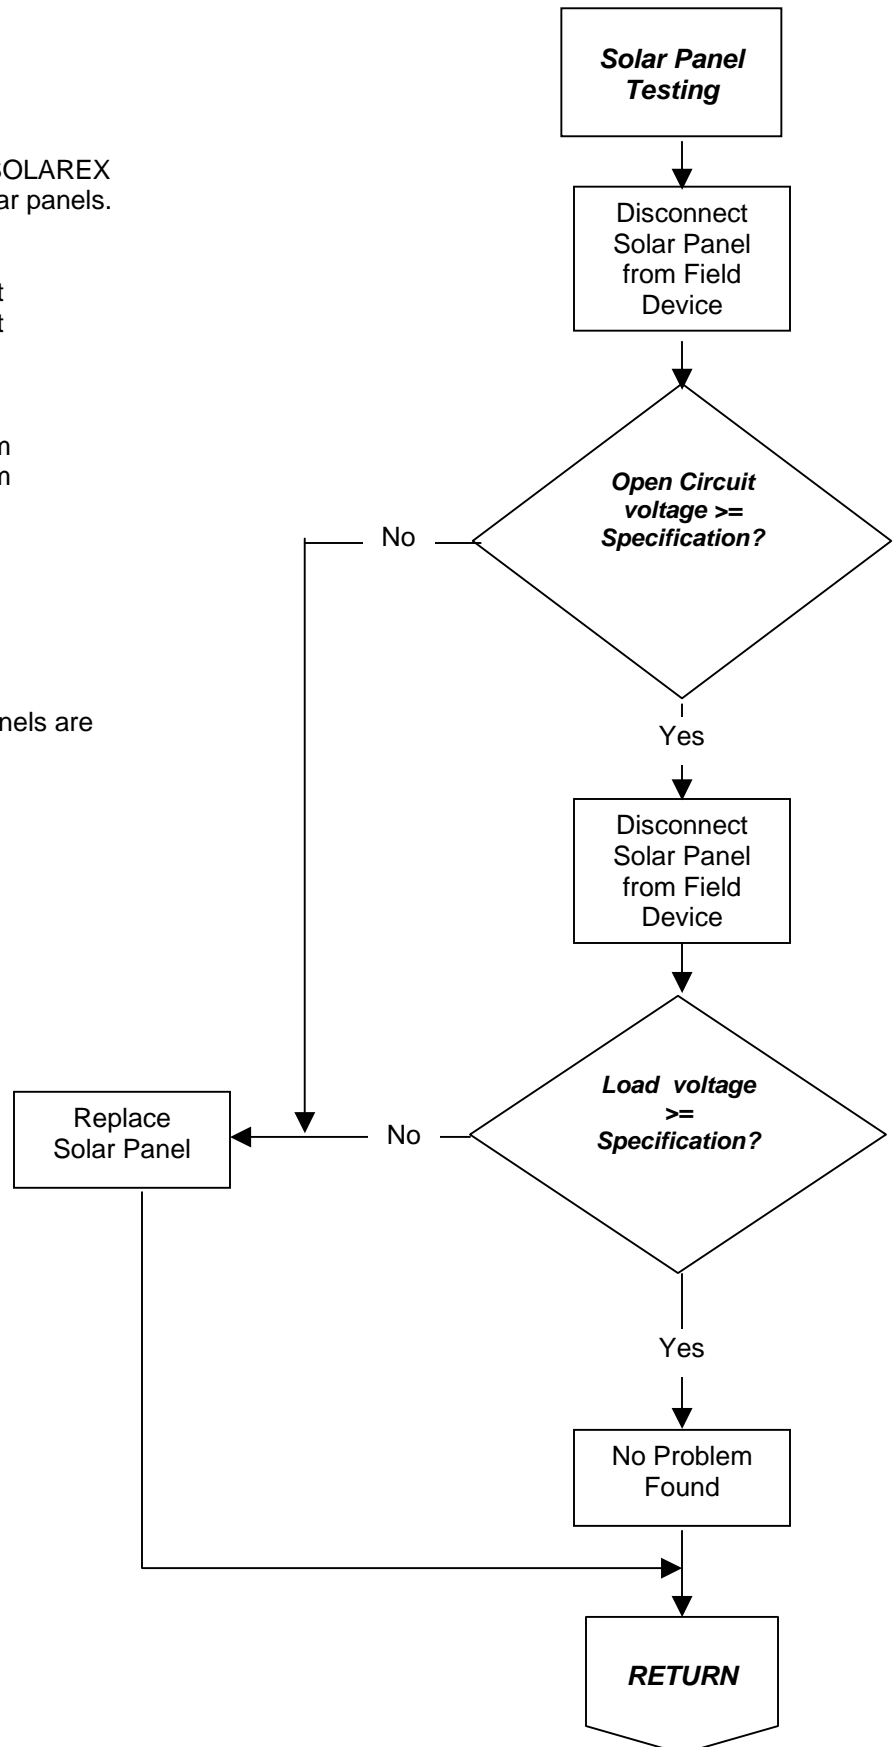 Solar Panel
Testing
SOLAREX
ar panels.
Disconnect
Solar Panel
from Field
Device
t
t
n
n
Open Circuit
voltage >=
Specification?
No
nels are
Yes
Disconnect
Solar Panel
from Field
Device
Load voltage
>=
Specification?
No
Replace
Solar Panel
Yes
No Problem
Found
RETURN